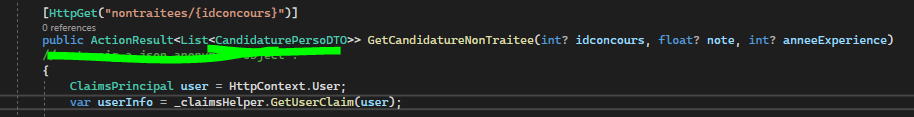 [HttpGet("nontraitees/{idconcours}")]
0 references
public ActionResult<List<CandidaturePersoDTO>> GetCandidatureNonTraitee(int? idconcours, float? note, int? anneeExperience)
//
{
ClaimsPrincipal user = HttpContext.User;
var userInfo = _claimsHelper.GetUserClaim(user);